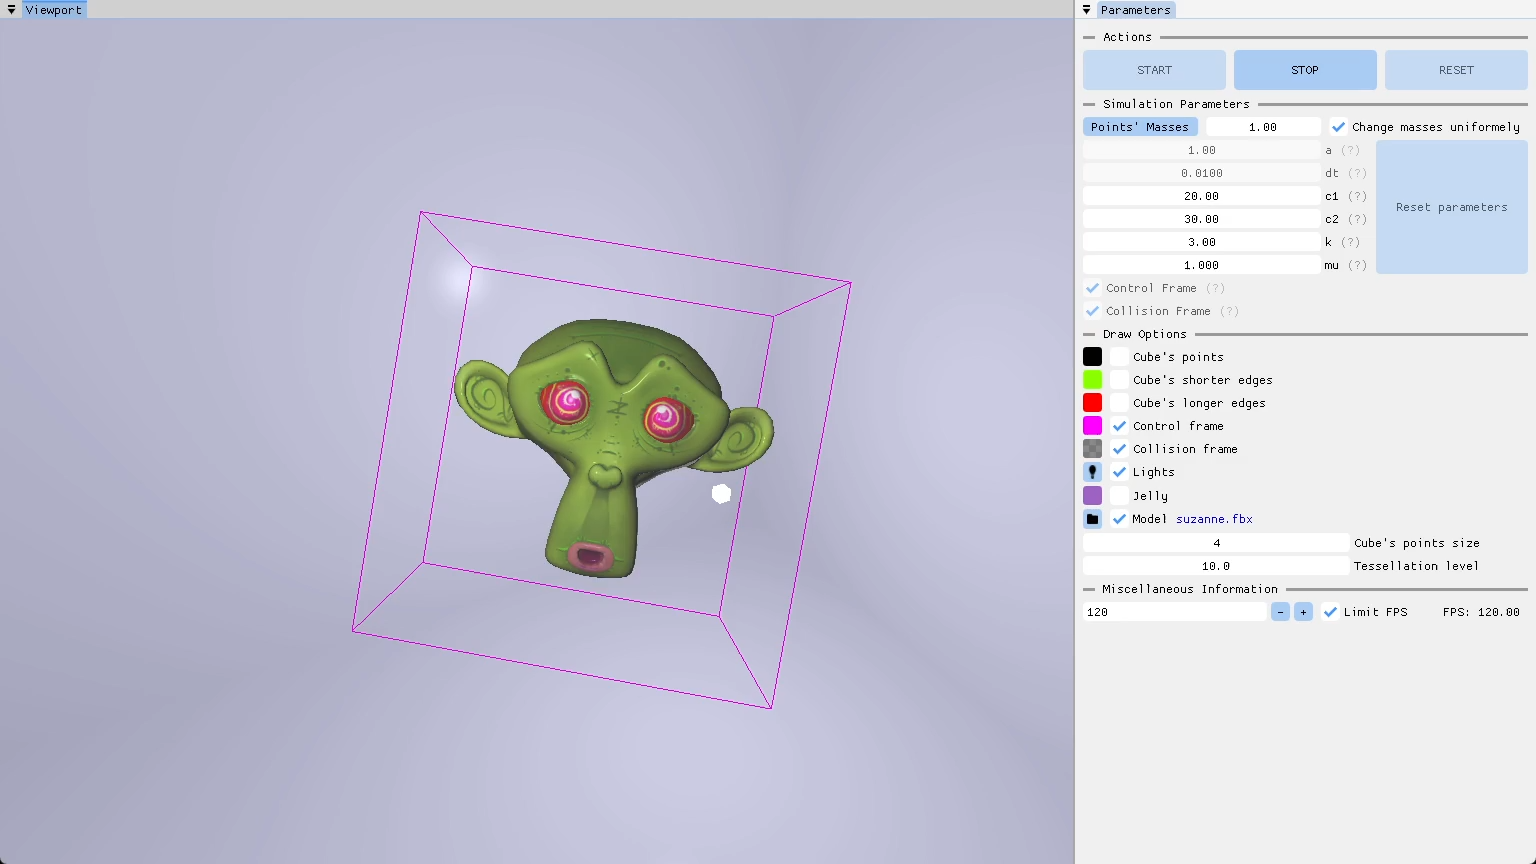 Viewport
Parameters
Actions
START STOP RESET
Simulation Parameters
Points' Masses 1.00 Change masses uniformely
1.00 a (?)
0.0100 dt (?)
20.00 c1 (?)
30.00 c2 (?)
3.00 k (?)
1.000 mu (?)
Reset parameters
Control Frame (?)
Collision Frame (?)
Draw Options
Cube's points
Cube's shorter edges
Cube's longer edges
Control frame
Collision frame
Lights
Jelly
Model suzanne.fbx
4 Cube's points size
10.0 Tessellation level
Miscellaneous Information
120 - + Limit FPS FPS: 120.00